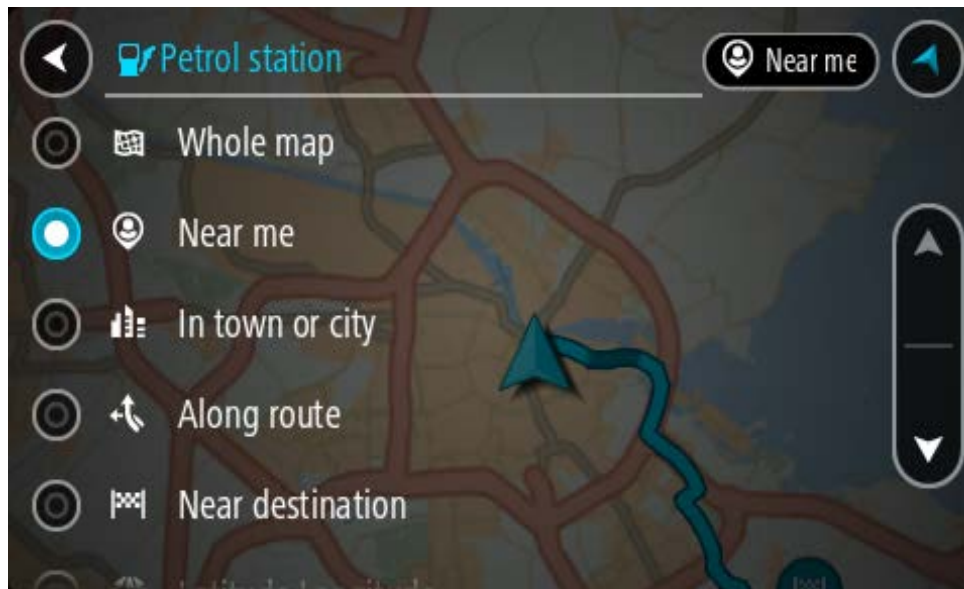 Petrol station
Near me
Whole map
Near me
In town or city
Along route
Near destination